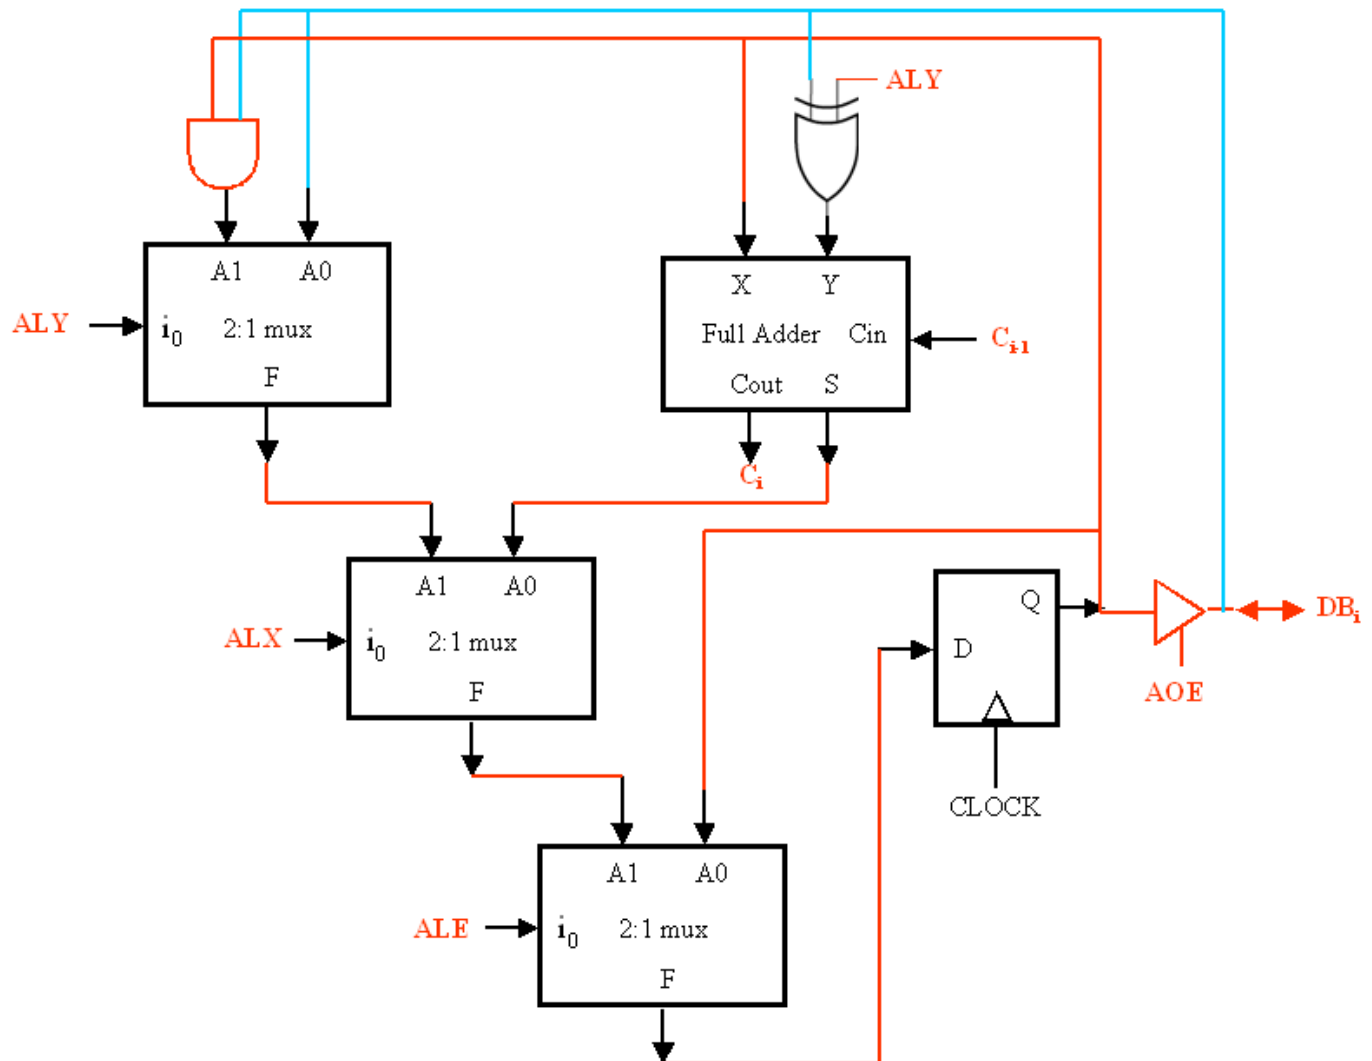 ALY
A1 A0
X Y
ALY
i0 2:1 mux
Full Adder Cin
Ci-1
F
Cout S
Ci
A1 A0
Q
DBi
ALX
i0 2:1 mux
D
F
AOE
CLOCK
A1 A0
ALE
i0 2:1 mux
F